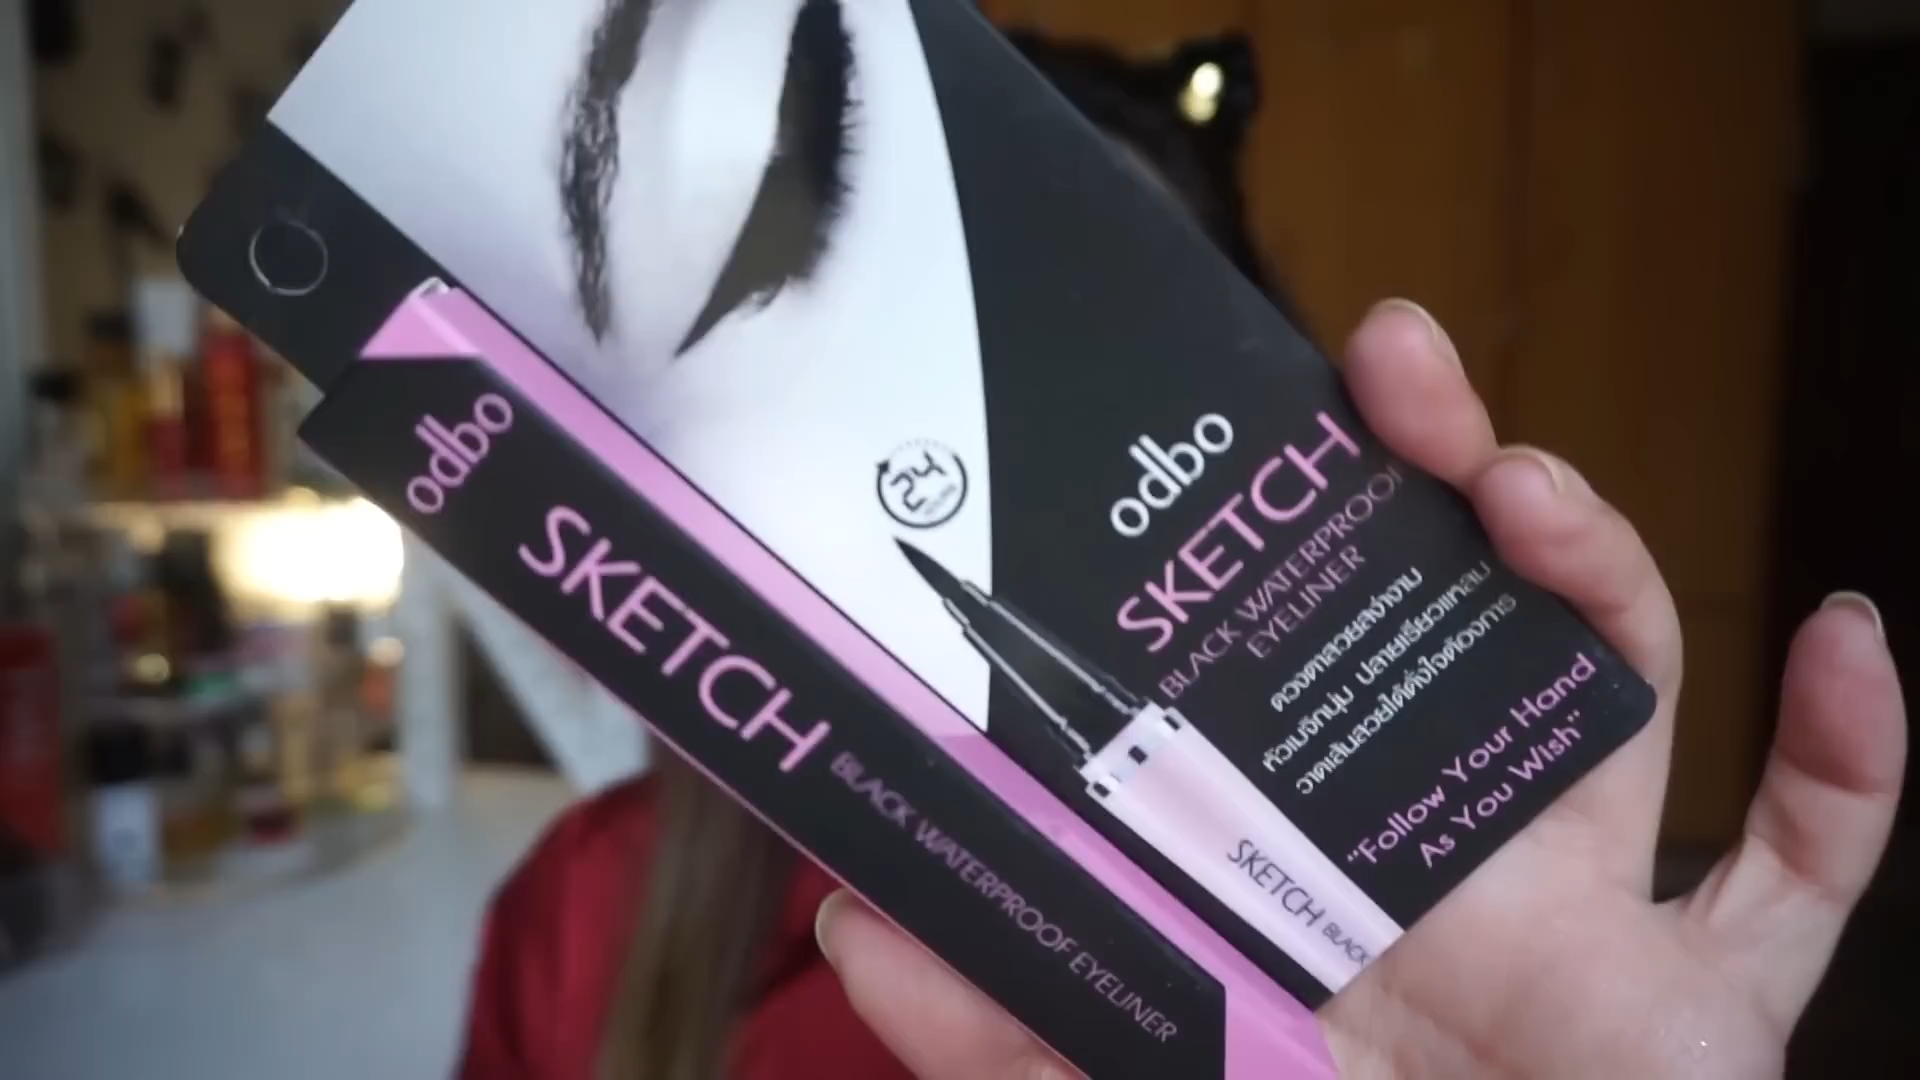 odbo
SKETCH
BLACK WATERPROOF EYELINER
24
odbo
SKETCH
BLACK WATERPROOF
EYELINER
ดวงตาสวยสง่างาม
หัวเมจิกนุ่ม ปลายเรียวแหลม
วาดเส้นสวยได้ดั่งใจต้องการ
"Follow Your Hand
As You Wish"
SKETCH BLACK